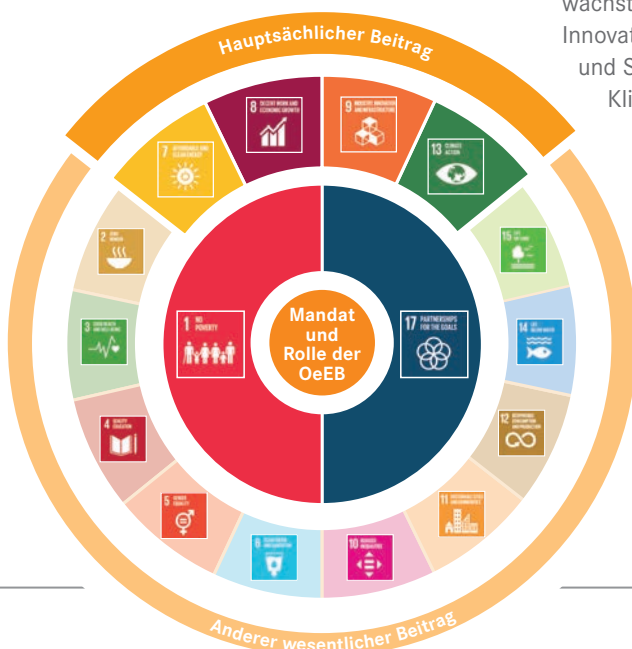 wachst
Innovat
und S
Kli
Hauptsächlicher Beitrag
7 AFFORDABLE AND
CLEAN ENERGY
8 DECENT WORK AND
ECONOMIC GROWTH
9 INDUSTRY, INNOVATION
AND INFRASTRUCTURE
13 CLIMATE
ACTION
2 ZERO
HUNGER
15 LIFE
ON LAND
1 NO
POVERTY
Mandat
und
Rolle der
OeEB
17 PARTNERSHIPS
FOR THE GOALS
3 GOOD HEALTH
AND WELL-BEING
14 LIFE
BELOW WATER
4 QUALITY
EDUCATION
12 RESPONSIBLE
CONSUMPTION
AND PRODUCTION
5 GENDER
EQUALITY
11 SUSTAINABLE CITIES
AND COMMUNITIES
6 CLEAN WATER
AND SANITATION
10 REDUCED
INEQUALITIES
Anderer wesentlicher Beitrag